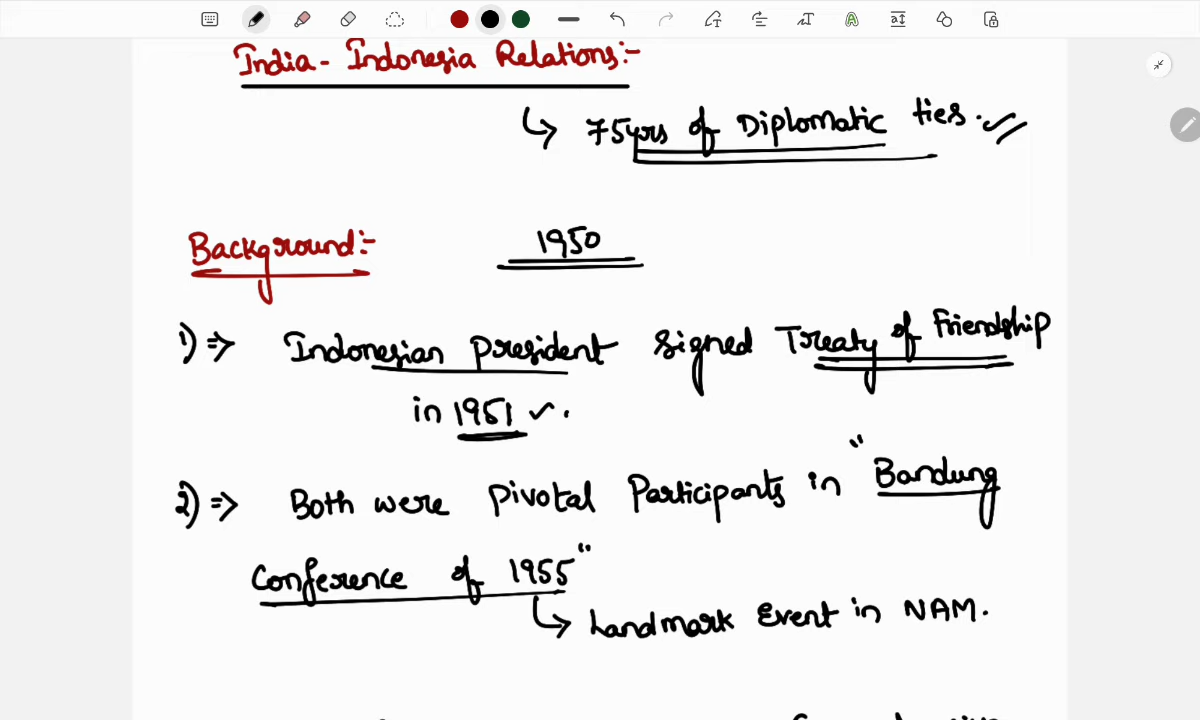 India - Indonesia Relations:-
↳ 75yrs of Diplomatic ties.
Background:- 1950
1) ⇒ Indonesian president signed Treaty of Friendship
in 1951 ✓.
2) ⇒ Both were pivotal Participants in "Bandung
Conference of 1955"
↳ Landmark Event in NAM.